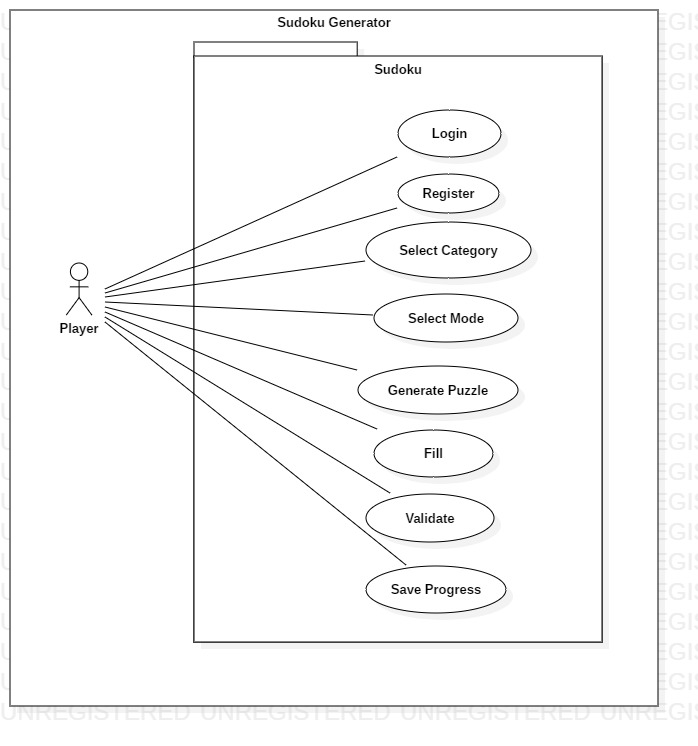 Sudoku Generator
Sudoku
Login
Register
Select Category
Select Mode
Player
Generate Puzzle
Fill
Validate
Save Progress
UNREGISTERED UNREGISTERED UNREGISTERED UNREGIS